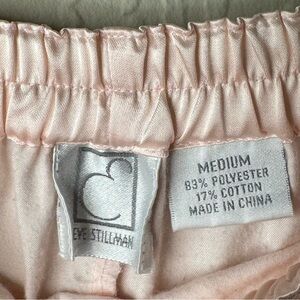 EVE STILLMAN
MEDIUM
83% POLYESTER
17% COTTON
MADE IN CHINA